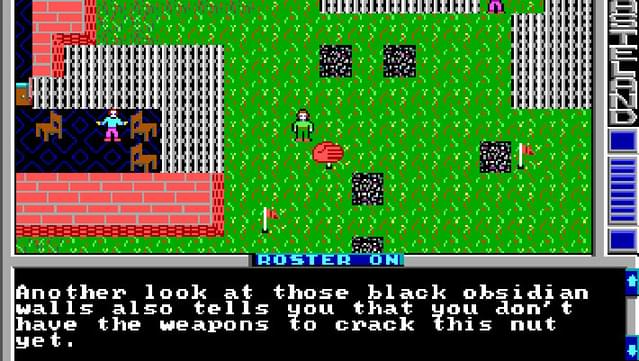 ASTELAND
ROSTER ON
Another look at those black obsidian
walls also tells you that you don't
have the weapons to crack this nut
yet.